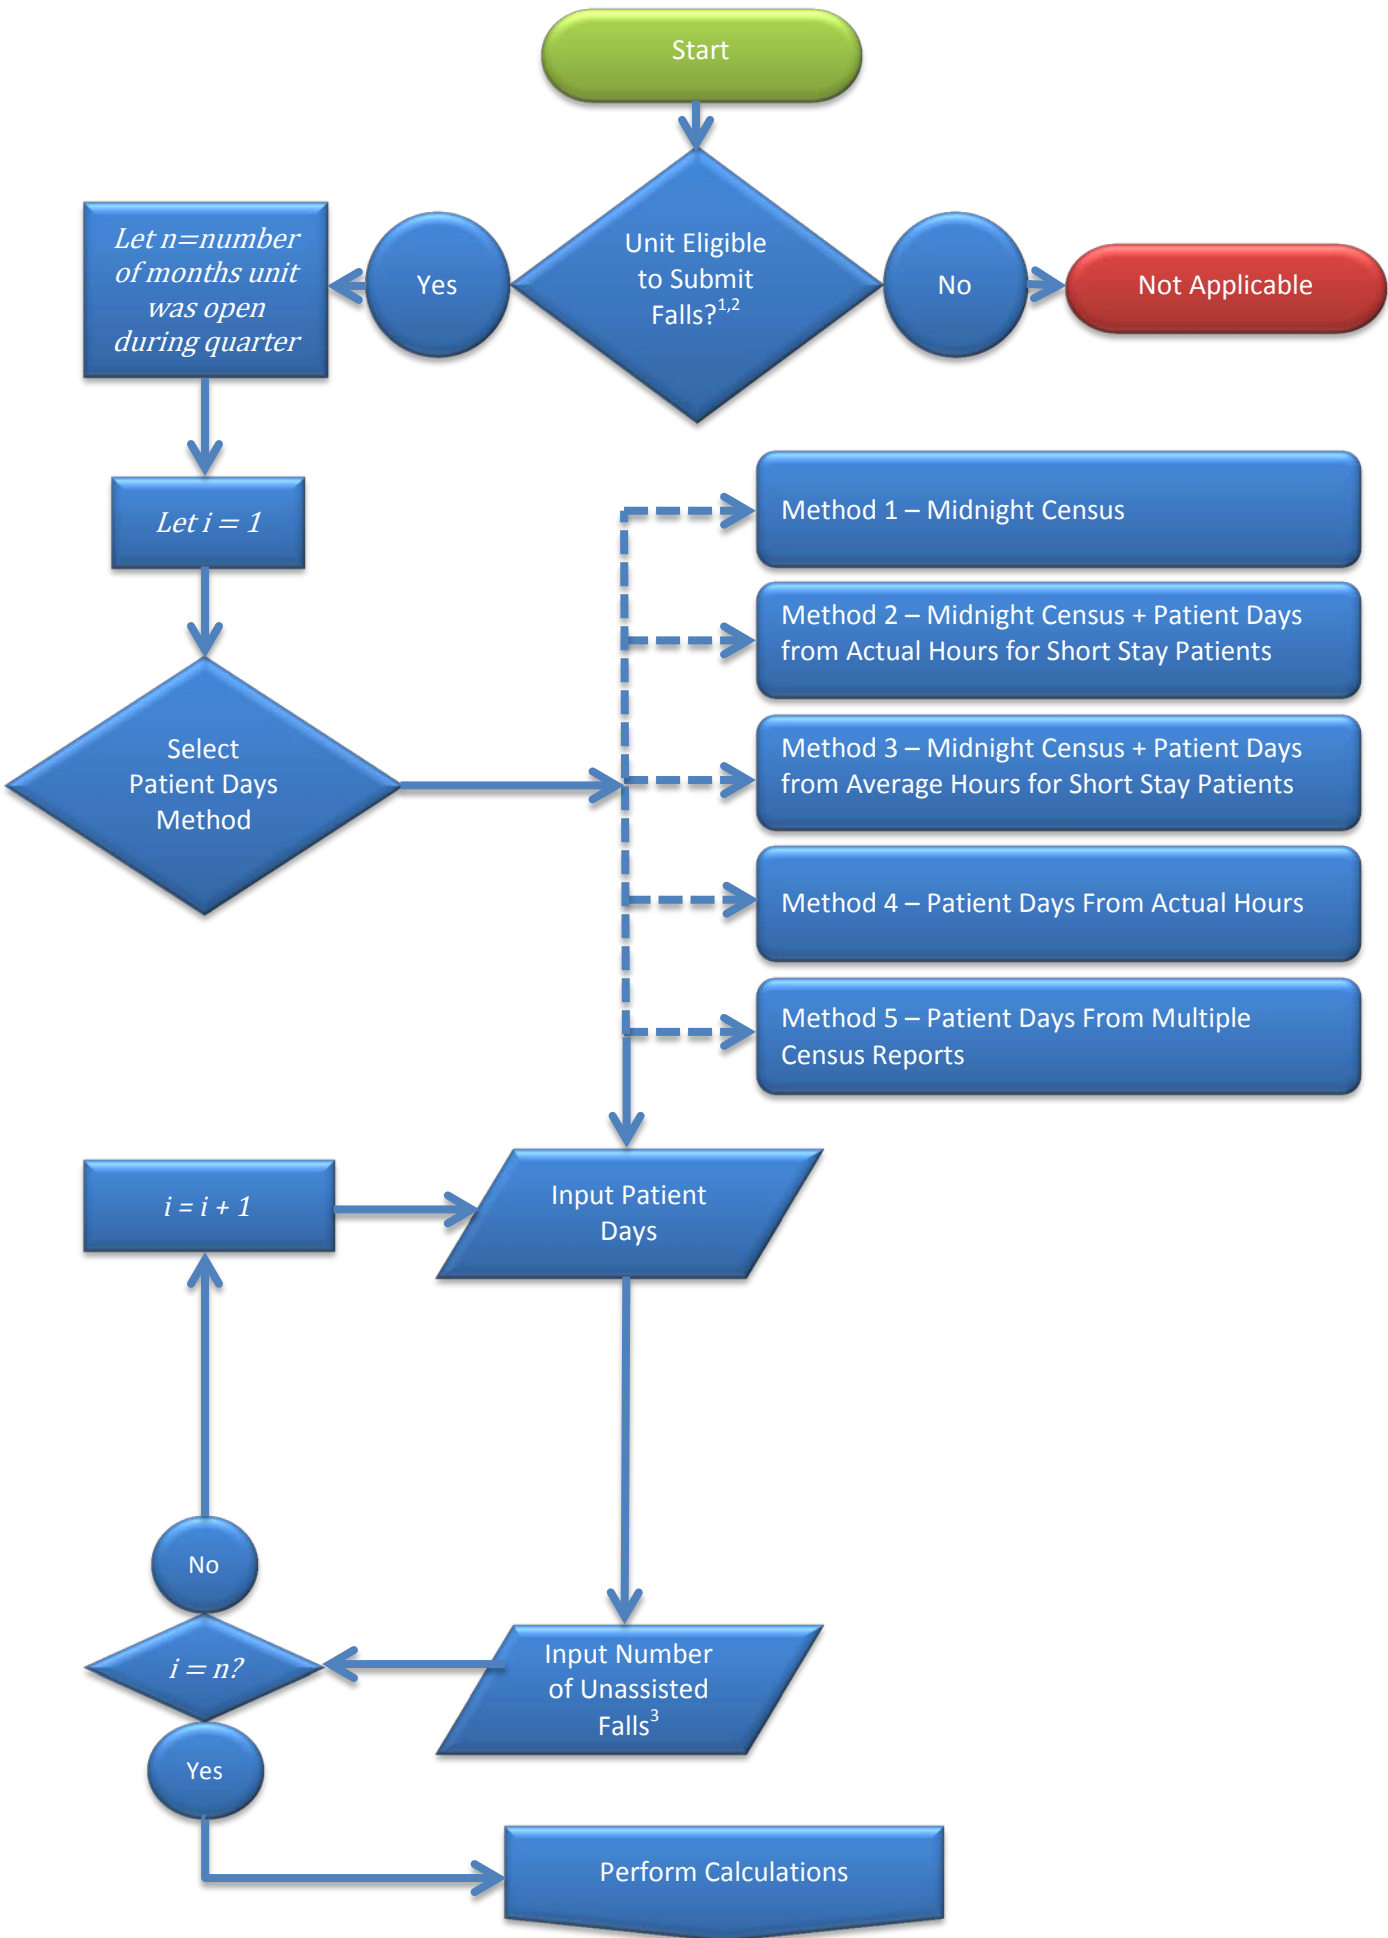 Start
Unit Eligible
to Submit
Falls?1,2
Yes
No
Not Applicable
Let n=number
of months unit
was open
during quarter
Let i = 1
Select
Patient Days
Method
Method 1 – Midnight Census
Method 2 – Midnight Census + Patient Days
from Actual Hours for Short Stay Patients
Method 3 – Midnight Census + Patient Days
from Average Hours for Short Stay Patients
Method 4 – Patient Days From Actual Hours
Method 5 – Patient Days From Multiple
Census Reports
Input Patient
Days
i = i + 1
Input Number
of Unassisted
Falls3
No
i = n?
Yes
Perform Calculations